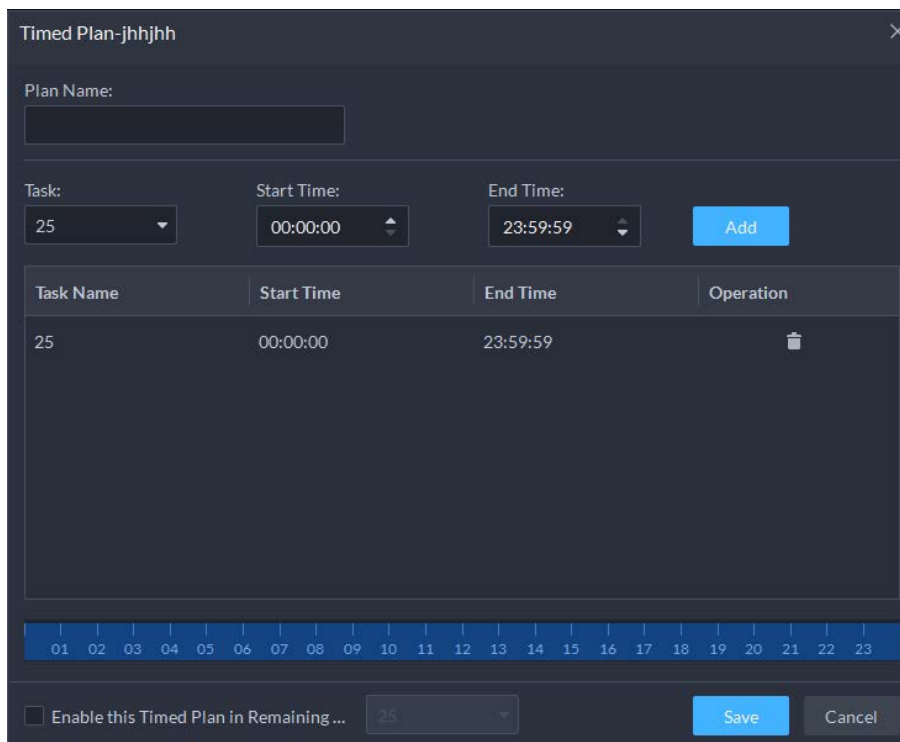 Timed Plan-jhhjhh
Plan Name:
Task: Start Time: End Time:
25 00:00:00 23:59:59 Add
Task Name Start Time End Time Operation
25 00:00:00 23:59:59
01 02 03 04 05 06 07 08 09 10 11 12 13 14 15 16 17 18 19 20 21 22 23
Enable this Timed Plan in Remaining ... 25 Save Cancel